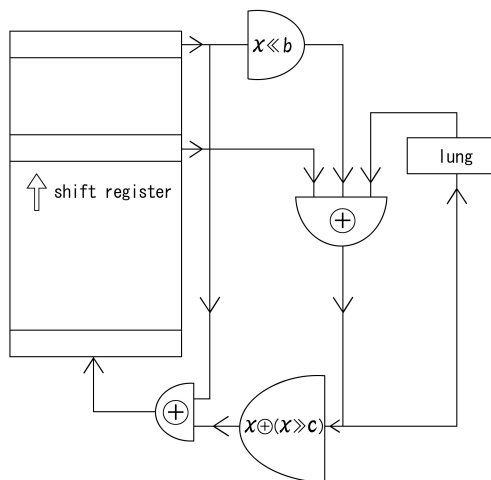 x≪b
lung
shift register
⊕
x⊕(x≫c)
⊕